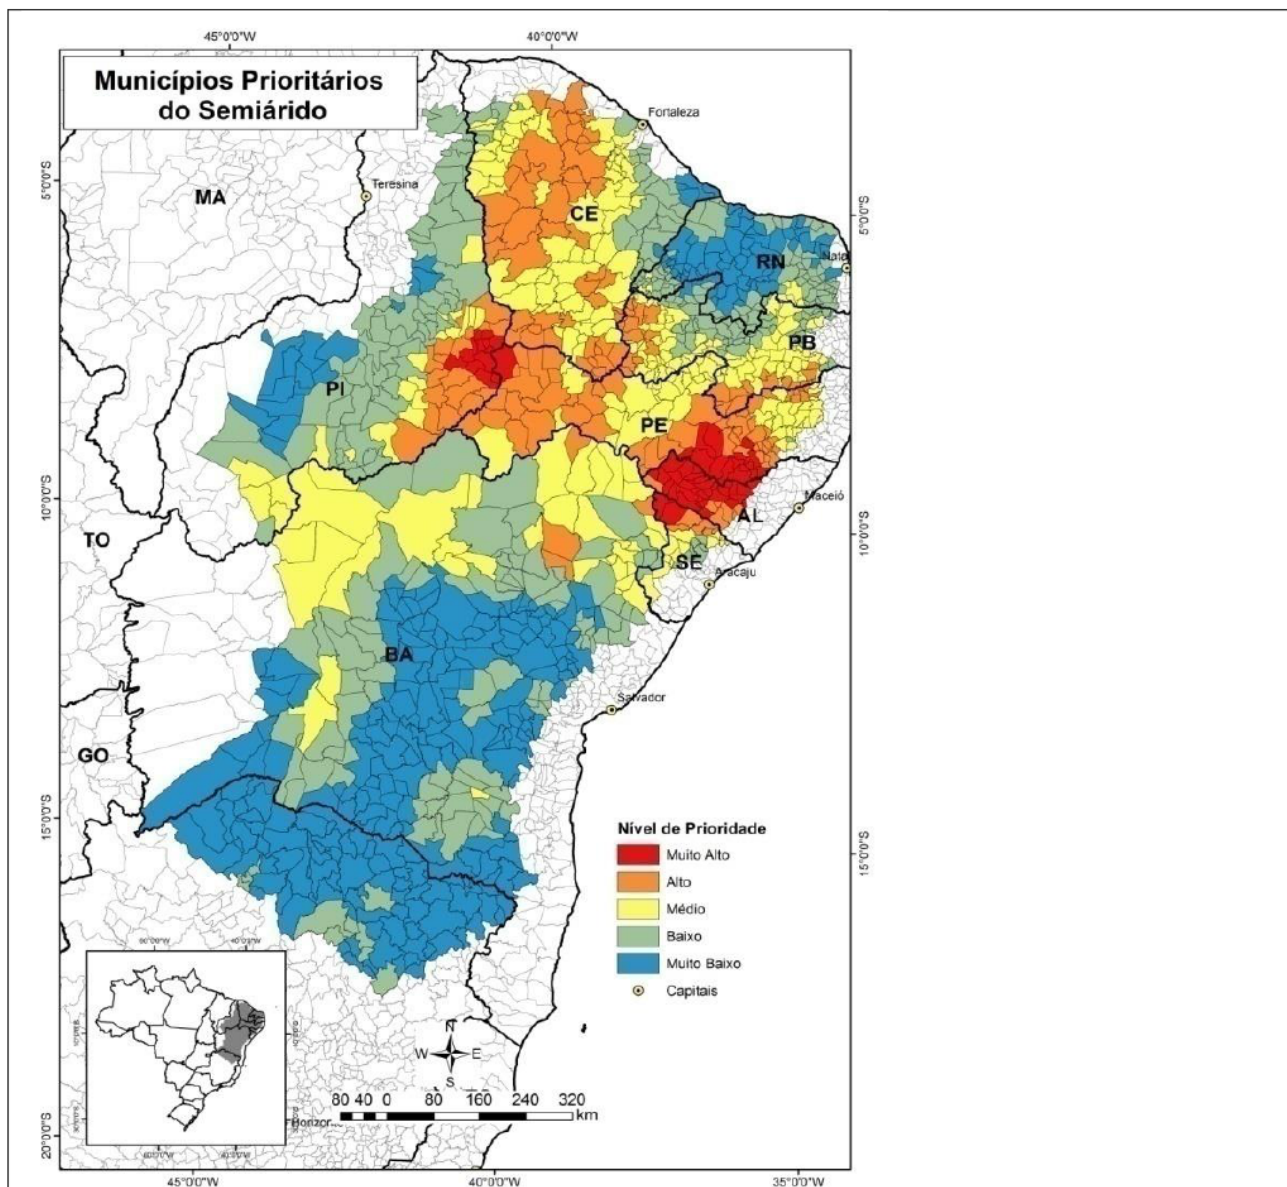 45°0'0"W
40°0'0"W
Municípios Prioritários
do Semiárido
Fortaleza
5°0'0"S
Teresina
MA
CE
5°0'0"S
RN
Nata
PB
PI
PE
10°0'0"S
Maceió
AL
10°0'0"S
TO
SE
Aracaju
BA
Salvador
GO
15°0'0"S
Nível de Prioridade
15°0'0"S
Muito Alto
Alto
Médio
Baixo
Muito Baixo
Capitais
N
W
E
S
80 40 0 80 160 240 320
km
Horizon
20°0'0"S
45°0'0"W
40°0'0"W
35°0'0"W